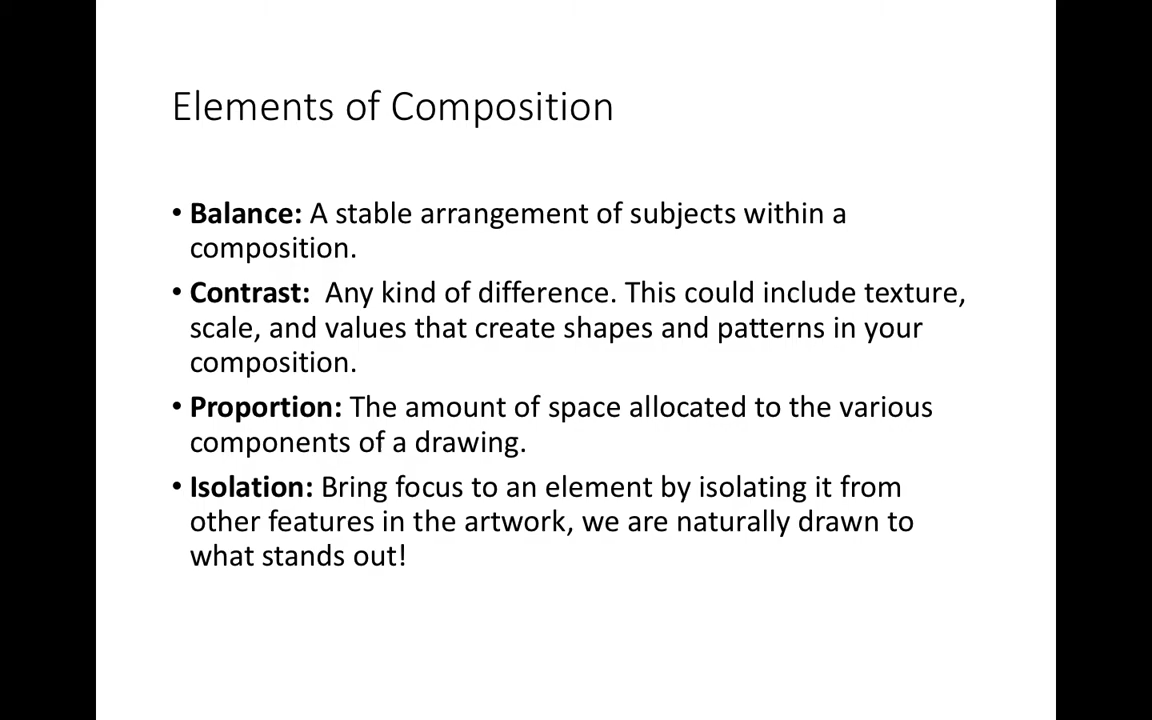 Elements of Composition
• Balance: A stable arrangement of subjects within a
composition.
• Contrast:  Any kind of difference. This could include texture,
scale, and values that create shapes and patterns in your
composition.
• Proportion: The amount of space allocated to the various
components of a drawing.
• Isolation: Bring focus to an element by isolating it from
other features in the artwork, we are naturally drawn to
what stands out!